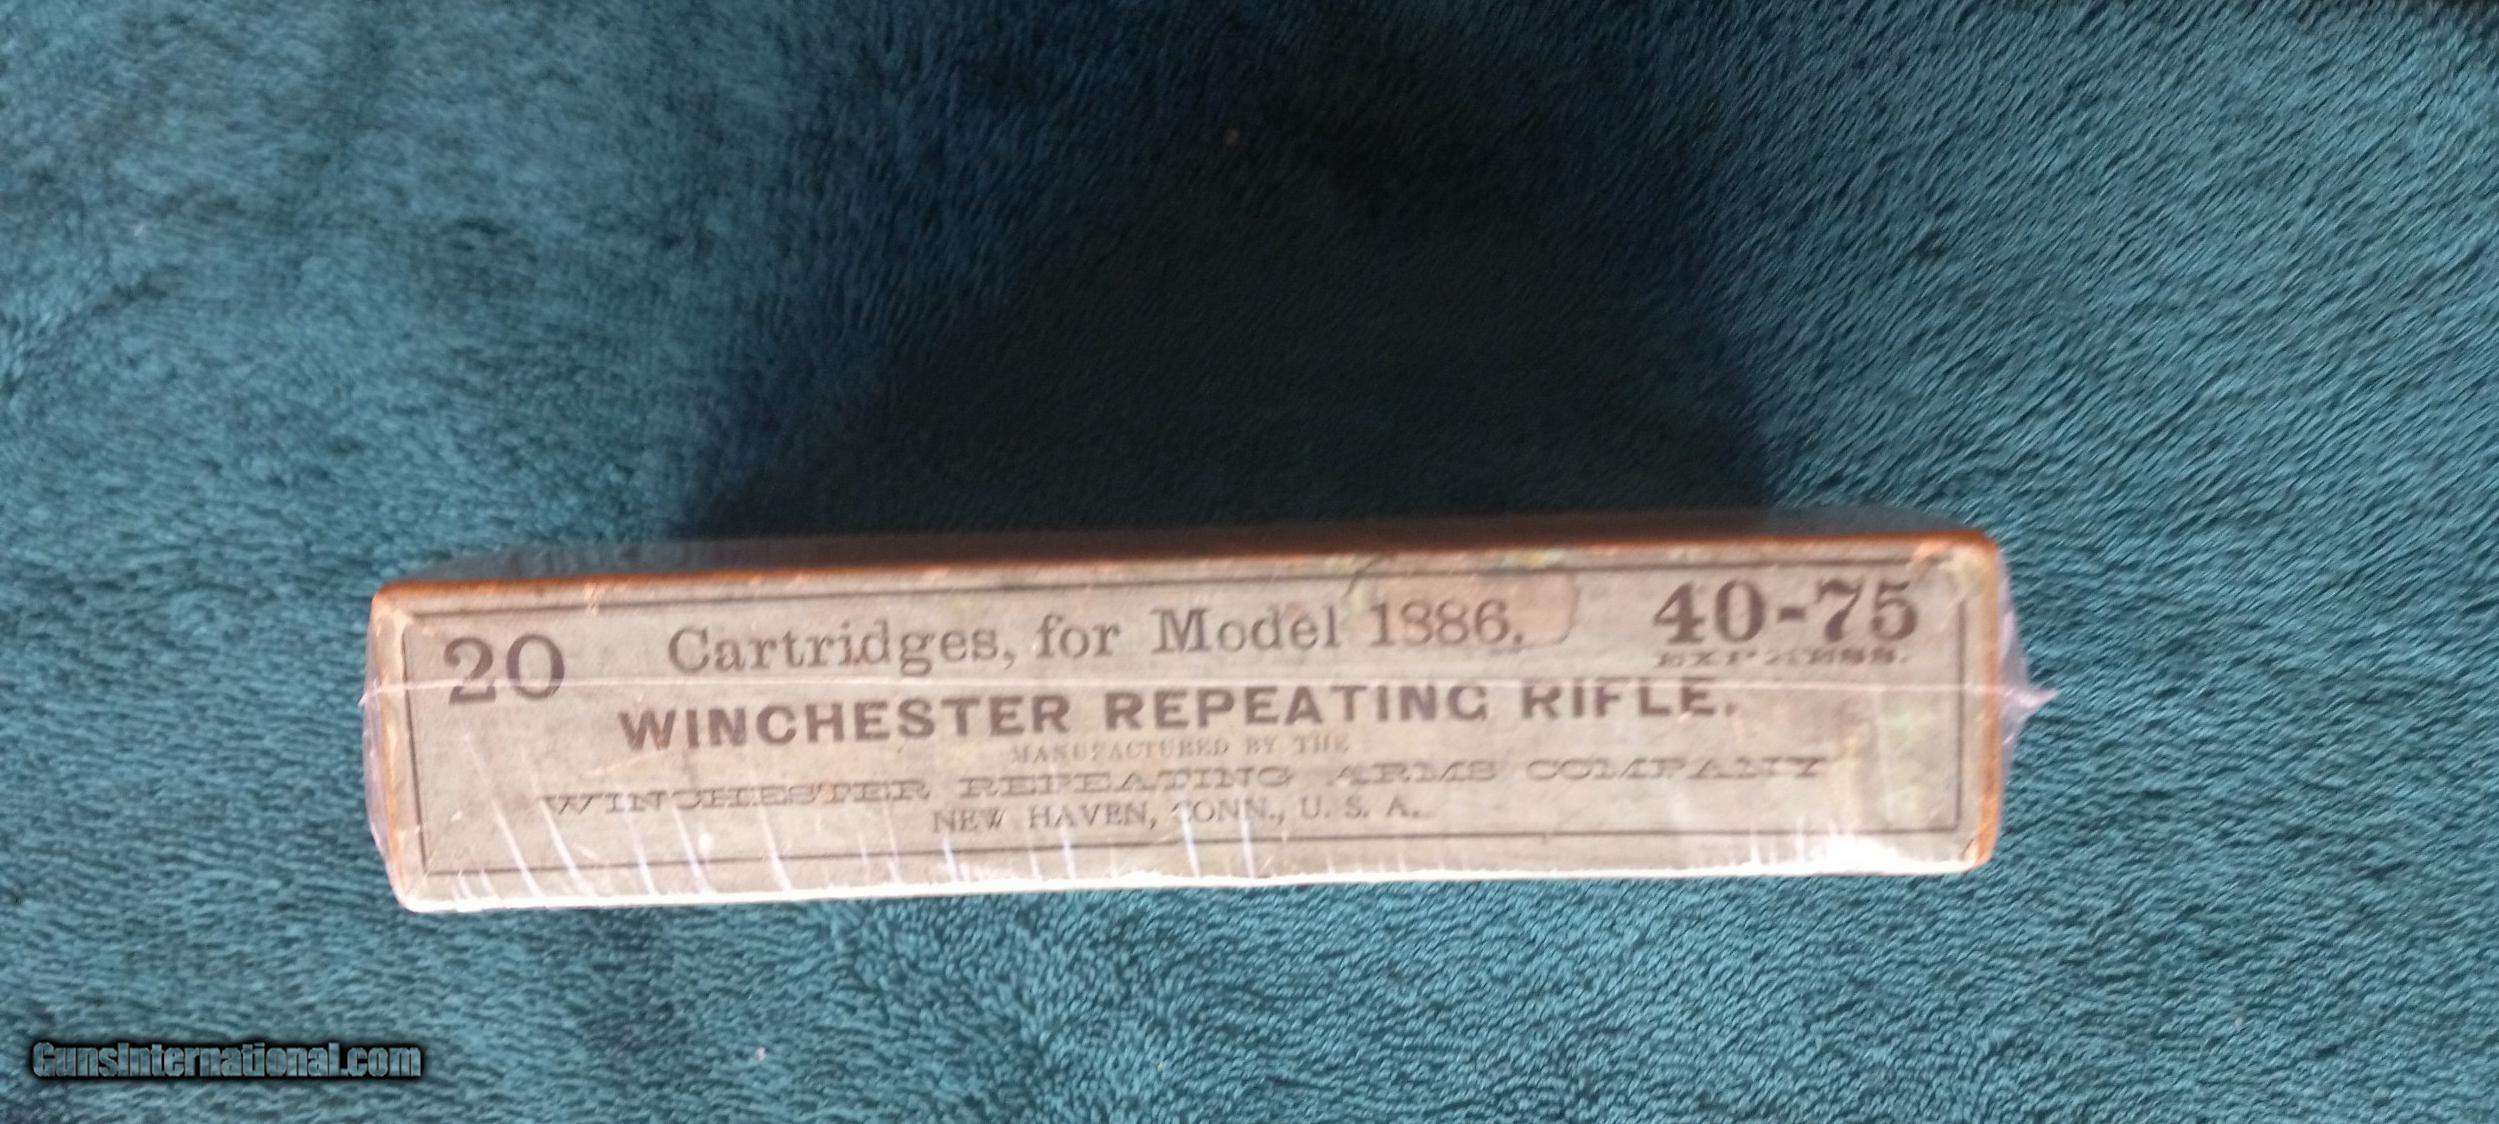 20 Cartridges, for Model 1886. 40-75
EXPRESS.
WINCHESTER REPEATING RIFLE.
MANUFACTURED BY THE
WINCHESTER REPEATING ARMS COMPANY
NEW HAVEN, CONN., U. S. A.
GunsInternational.com